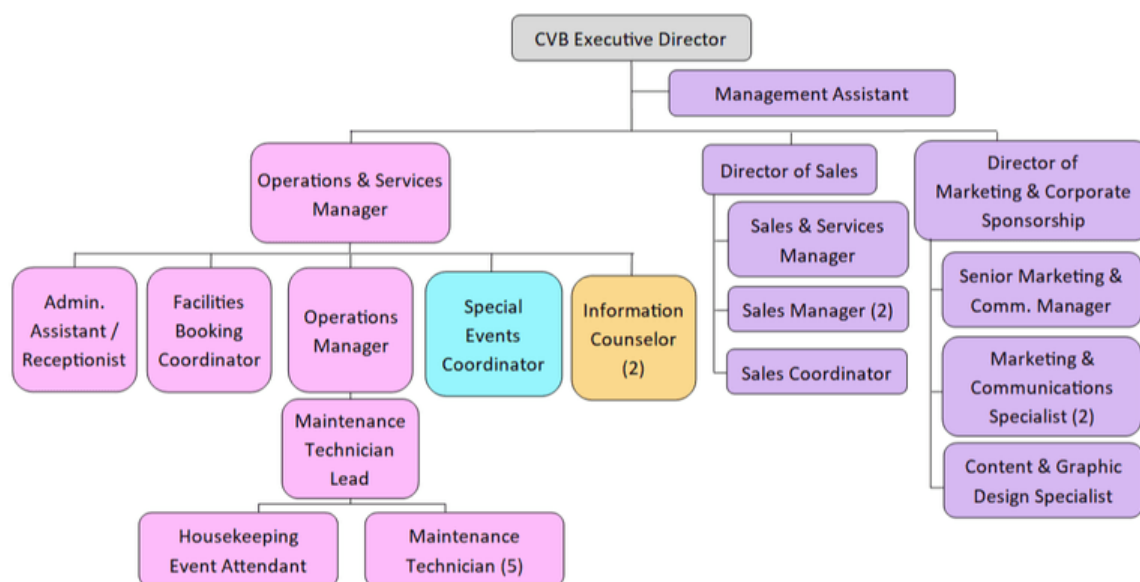 CVB Executive Director
Management Assistant
Operations & Services
Manager
Director of Sales
Director of
Marketing & Corporate
Sponsorship
Admin.
Assistant /
Receptionist
Facilities
Booking
Coordinator
Operations
Manager
Special
Events
Coordinator
Information
Counselor
(2)
Sales & Services
Manager
Sales Manager (2)
Sales Coordinator
Senior Marketing &
Comm. Manager
Marketing &
Communications
Specialist (2)
Content & Graphic
Design Specialist
Maintenance
Technician
Lead
Housekeeping
Event Attendant
Maintenance
Technician (5)